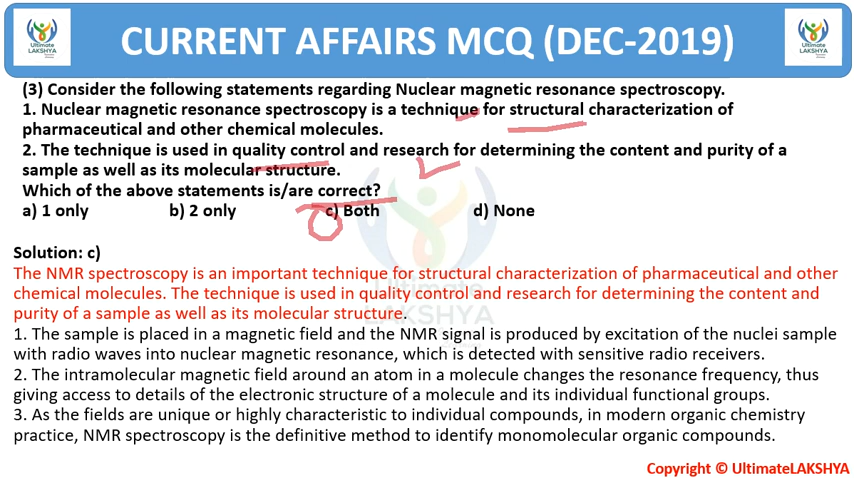 Ultimate
LAKSHYA
CURRENT AFFAIRS MCQ (DEC-2019)
Ultimate
LAKSHYA
(3) Consider the following statements regarding Nuclear magnetic resonance spectroscopy.
1. Nuclear magnetic resonance spectroscopy is a technique for structural characterization of
pharmaceutical and other chemical molecules.
2. The technique is used in quality control and research for determining the content and purity of a
sample as well as its molecular structure.
Which of the above statements is/are correct?
a) 1 only b) 2 only c) Both d) None
Solution: c)
The NMR spectroscopy is an important technique for structural characterization of pharmaceutical and other
chemical molecules. The technique is used in quality control and research for determining the content and
purity of a sample as well as its molecular structure.
Ultimate
LAKSHYA
1. The sample is placed in a magnetic field and the NMR signal is produced by excitation of the nuclei sample
with radio waves into nuclear magnetic resonance, which is detected with sensitive radio receivers.
2. The intramolecular magnetic field around an atom in a molecule changes the resonance frequency, thus
giving access to details of the electronic structure of a molecule and its individual functional groups.
3. As the fields are unique or highly characteristic to individual compounds, in modern organic chemistry
practice, NMR spectroscopy is the definitive method to identify monomolecular organic compounds.
Copyright © UltimateLAKSHYA